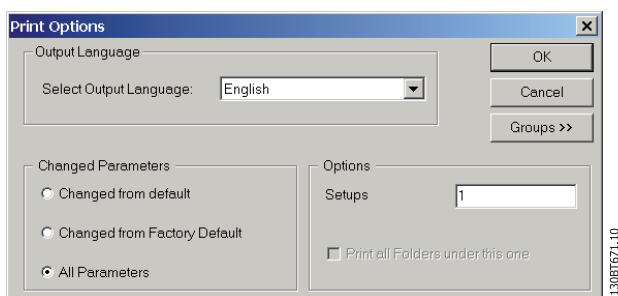 Print Options
Output Language
Select Output Language: English
OK
Cancel
Groups >>
Changed Parameters
Changed from default
Changed from Factory Default
All Parameters
Options
Setups 1
Print all Folders under this one
130BT671.10